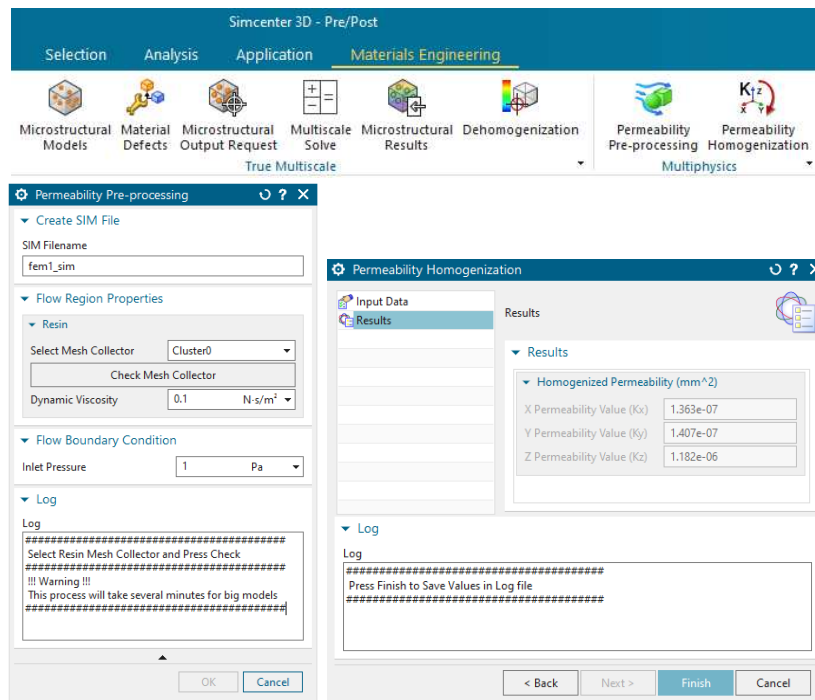 Simcenter 3D - Pre/Post
Selection Analysis Application Materials Engineering
Microstructural Models
Material Defects
Microstructural Output Request
Multiscale Solve
Microstructural Results
Dehomogenization
Permeability Pre-processing
Permeability Homogenization
True Multiscale
Multiphysics
Permeability Pre-processing
Create SIM File
SIM Filename
fem1_sim
Flow Region Properties
Resin
Select Mesh Collector Cluster0
Check Mesh Collector
Dynamic Viscosity 0.1 N-s/m²
Flow Boundary Condition
Inlet Pressure 1 Pa
Log
Log
########################################
Select Resin Mesh Collector and Press Check
########################################
!!! Warning !!!
This process will take several minutes for big models
########################################
OK Cancel
Permeability Homogenization
Input Data
Results
Results
Results
Homogenized Permeability (mm^2)
X Permeability Value (Kx) 1.363e-07
Y Permeability Value (Ky) 1.407e-07
Z Permeability Value (Kz) 1.182e-06
Log
Log
#######################################
Press Finish to Save Values in Log file
#######################################
< Back Next > Finish Cancel